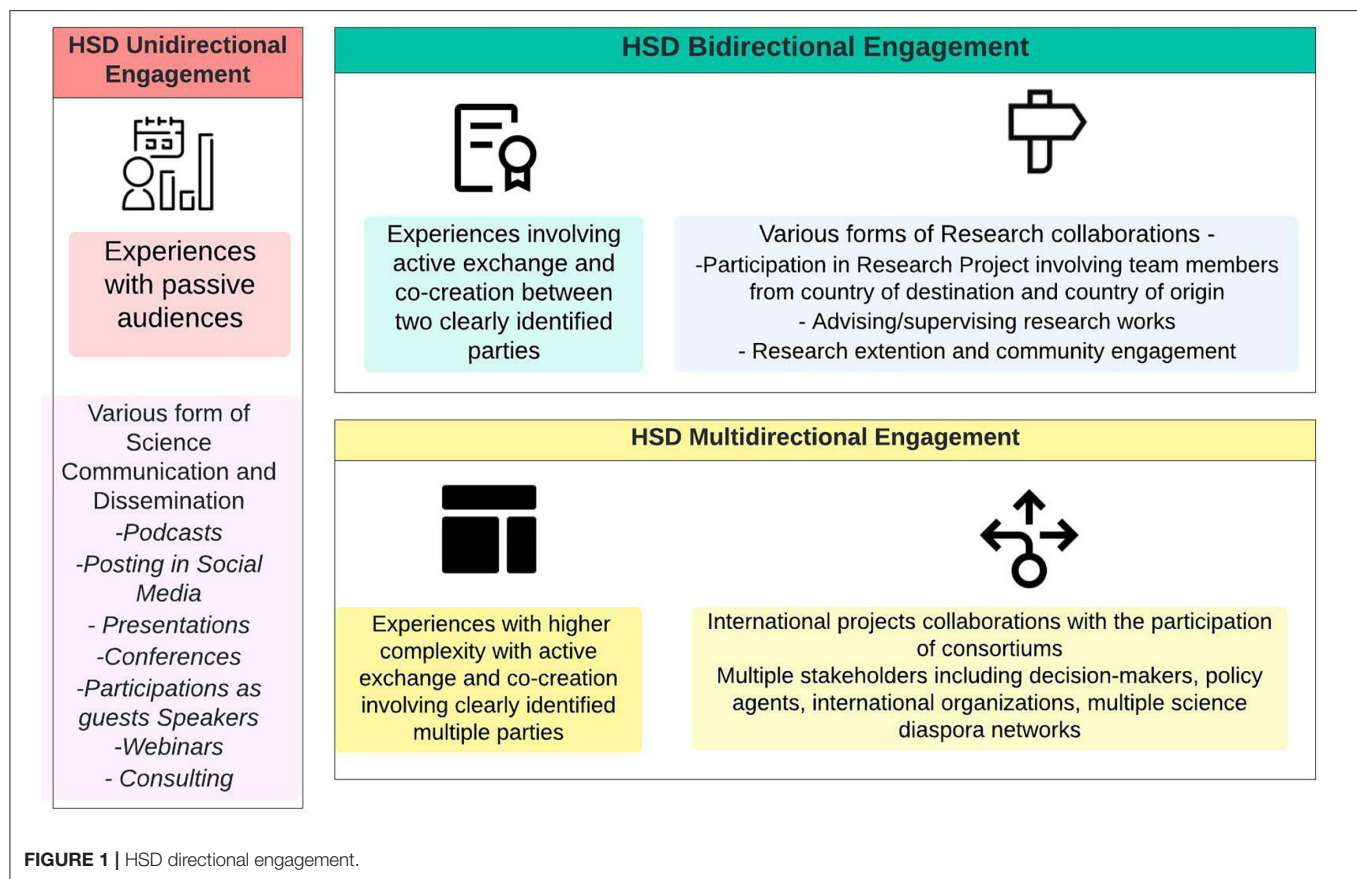 HSD Unidirectional
Engagement
Experiences
with passive
audiences
Various form of
Science
Communication and
Dissemination
-Podcasts
-Posting in Social
Media
- Presentations
-Conferences
-Participations as
guests Speakers
-Webinars
- Consulting
HSD Bidirectional Engagement
Experiences involving
active exchange and
co-creation between
two clearly identified
parties
Various forms of Research collaborations -
-Participation in Research Project involving team members
from country of destination and country of origin
- Advising/supervising research works
- Research extention and community engagement
HSD Multidirectional Engagement
Experiences with higher
complexity with active
exchange and co-creation
involving clearly identified
multiple parties
International projects collaborations with the participation
of consortiums
Multiple stakeholders including decision-makers, policy
agents, international organizations, multiple science
diaspora networks
FIGURE 1 | HSD directional engagement.